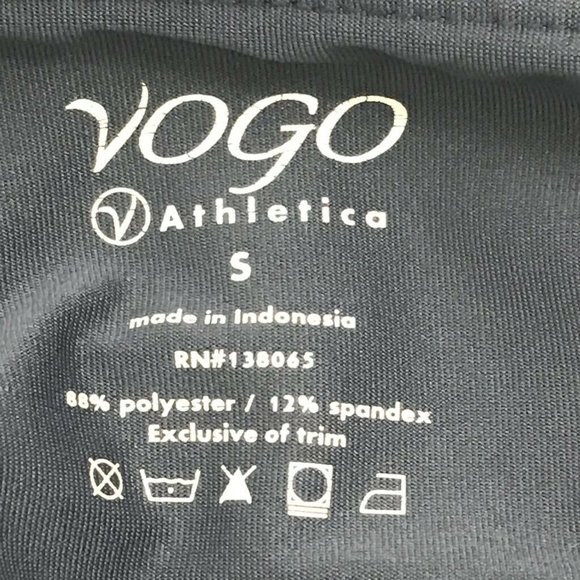 VOGO
V Athletica
S
made in Indonesia
RN#138065
88% polyester / 12% spandex
Exclusive of trim